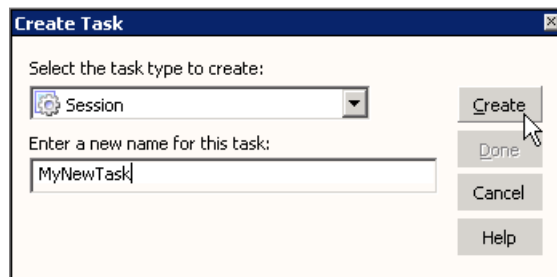 Create Task
Select the task type to create:
Session
Create
Enter a new name for this task:
Done
MyNewTask
Cancel
Help